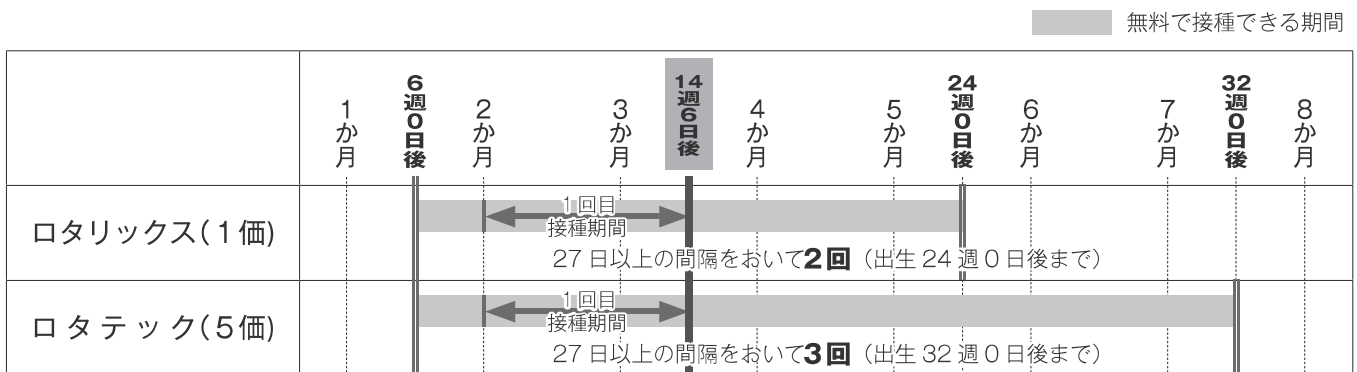 無料で接種できる期間
1か月
6週0日後
2か月
3か月
14週6日後
4か月
5か月
24週0日後
6か月
7か月
32週0日後
8か月
ロタリックス(1価)
1回目
接種期間
27日以上の間隔をおいて2回(出生24週0日後まで)
ロタテック(5価)
1回目
接種期間
27日以上の間隔をおいて3回(出生32週0日後まで)